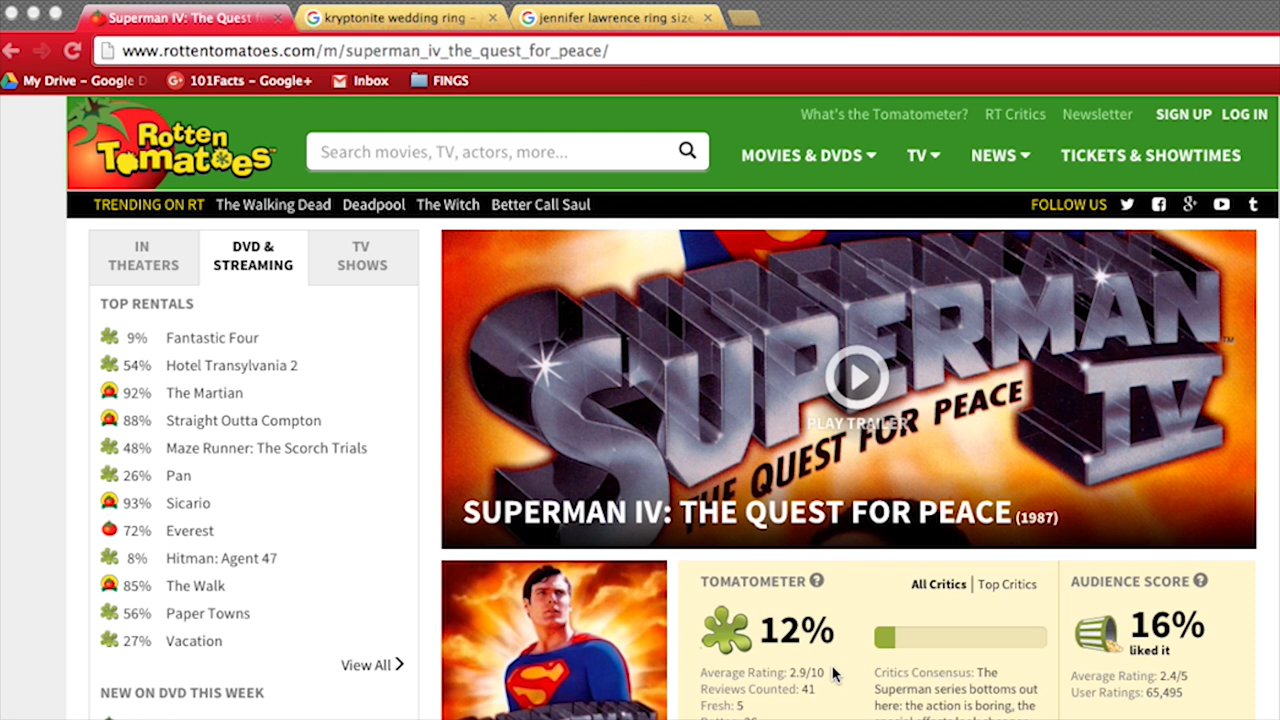 Superman IV: The Quest f
kryptonite wedding ring –
jennifer lawrence ring size
www.rottentomatoes.com/m/superman_iv_the_quest_for_peace/
My Drive – Google D
101Facts – Google+
Inbox
FINGS
What's the Tomatometer?
RT Critics
Newsletter
SIGN UP
LOG IN
Rotten
Tomatoes™
Search movies, TV, actors, more...
MOVIES & DVDS
TV
NEWS
TICKETS & SHOWTIMES
TRENDING ON RT
The Walking Dead
Deadpool
The Witch
Better Call Saul
FOLLOW US
IN
THEATERS
DVD &
STREAMING
TV
SHOWS
TOP RENTALS
9% Fantastic Four
54% Hotel Transylvania 2
92% The Martian
88% Straight Outta Compton
48% Maze Runner: The Scorch Trials
26% Pan
93% Sicario
72% Everest
8% Hitman: Agent 47
85% The Walk
56% Paper Towns
27% Vacation
View All
NEW ON DVD THIS WEEK
SUPERMAN™
IV
THE QUEST FOR PEACE
PLAY TRAILER
SUPERMAN IV: THE QUEST FOR PEACE (1987)
TOMATOMETER
All Critics | Top Critics
12%
Average Rating: 2.9/10
Reviews Counted: 41
Fresh: 5
Critics Consensus: The
Superman series bottoms out
here: the action is boring, the
AUDIENCE SCORE
16%
liked it
Average Rating: 2.4/5
User Ratings: 65,495